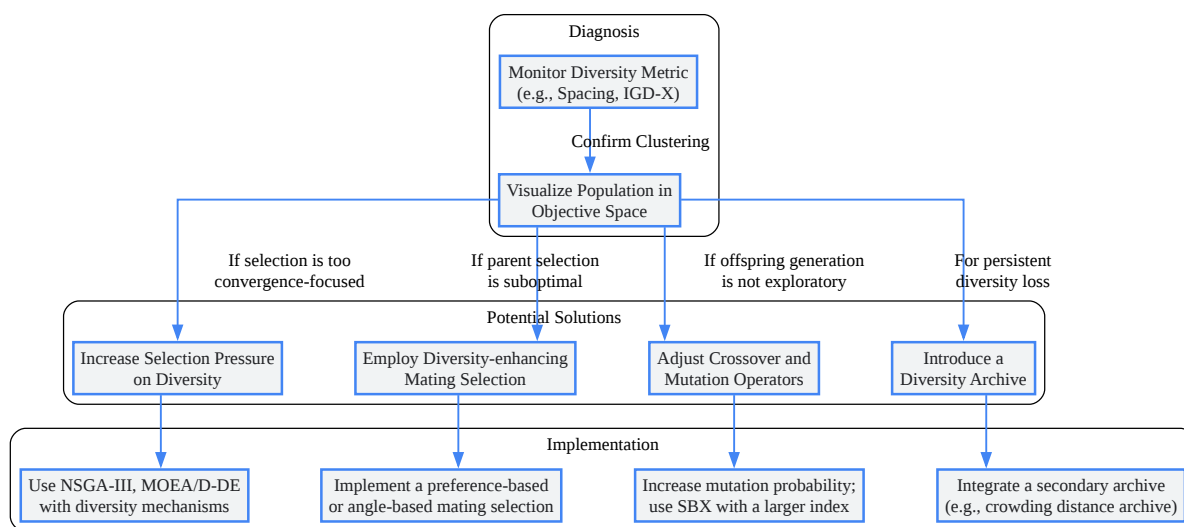 Diagnosis
Monitor Diversity Metric
(e.g., Spacing, IGD-X)
Confirm Clustering
Visualize Population in
Objective Space
If selection is too
convergence-focused
If parent selection
is suboptimal
If offspring generation
is not exploratory
For persistent
diversity loss
Potential Solutions
Increase Selection Pressure
on Diversity
Employ Diversity-enhancing
Mating Selection
Adjust Crossover and
Mutation Operators
Introduce a
Diversity Archive
Implementation
Use NSGA-III, MOEA/D-DE
with diversity mechanisms
Implement a preference-based
or angle-based mating selection
Increase mutation probability;
use SBX with a larger index
Integrate a secondary archive
(e.g., crowding distance archive)